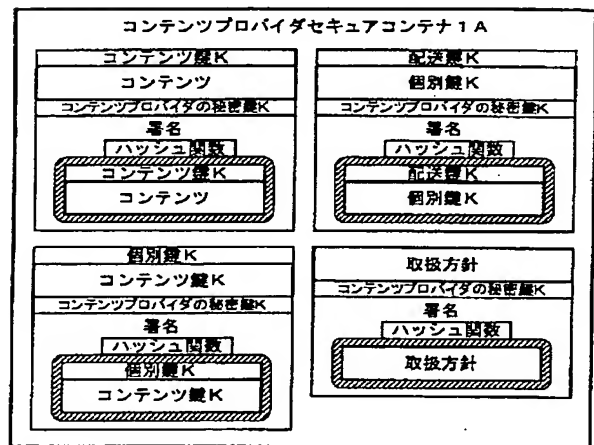 コンテンツプロバイダセキュアコンテナ1A
コンテンツ鍵K
コンテンツ
コンテンツプロバイダの秘密鍵K
署名
ハッシュ関数
コンテンツ鍵K
コンテンツ
配送鍵K
個別鍵K
コンテンツプロバイダの秘密鍵K
署名
ハッシュ関数
配送鍵K
個別鍵K
個別鍵K
コンテンツ鍵K
コンテンツプロバイダの秘密鍵K
署名
ハッシュ関数
個別鍵K
コンテンツ鍵K
取扱方針
コンテンツプロバイダの秘密鍵K
署名
ハッシュ関数
取扱方針